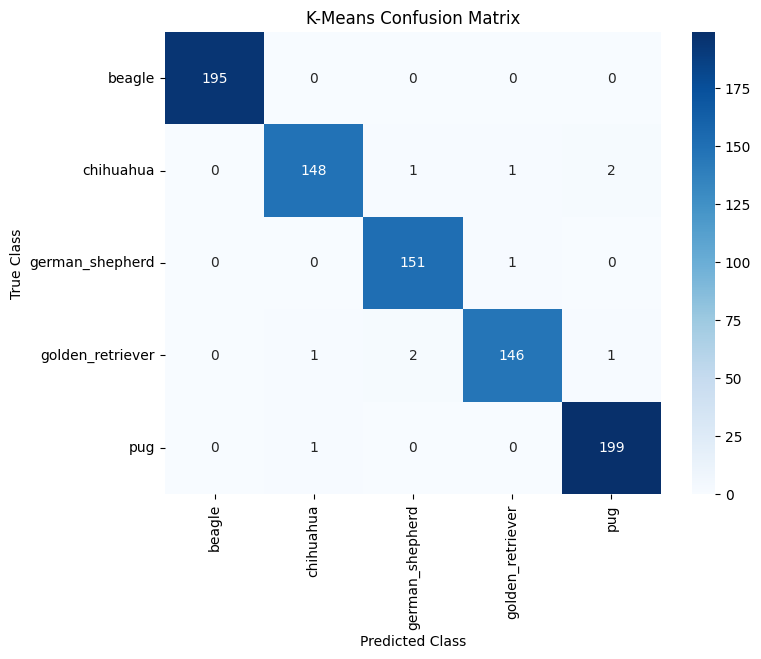 K-Means Confusion Matrix
True Class
beagle 195 0 0 0 0
chihuahua 0 148 1 1 2
german_shepherd 0 0 151 1 0
golden_retriever 0 1 2 146 1
pug 0 1 0 0 199
beagle chihuahua german_shepherd golden_retriever pug
Predicted Class
175
150
125
100
75
50
25
0